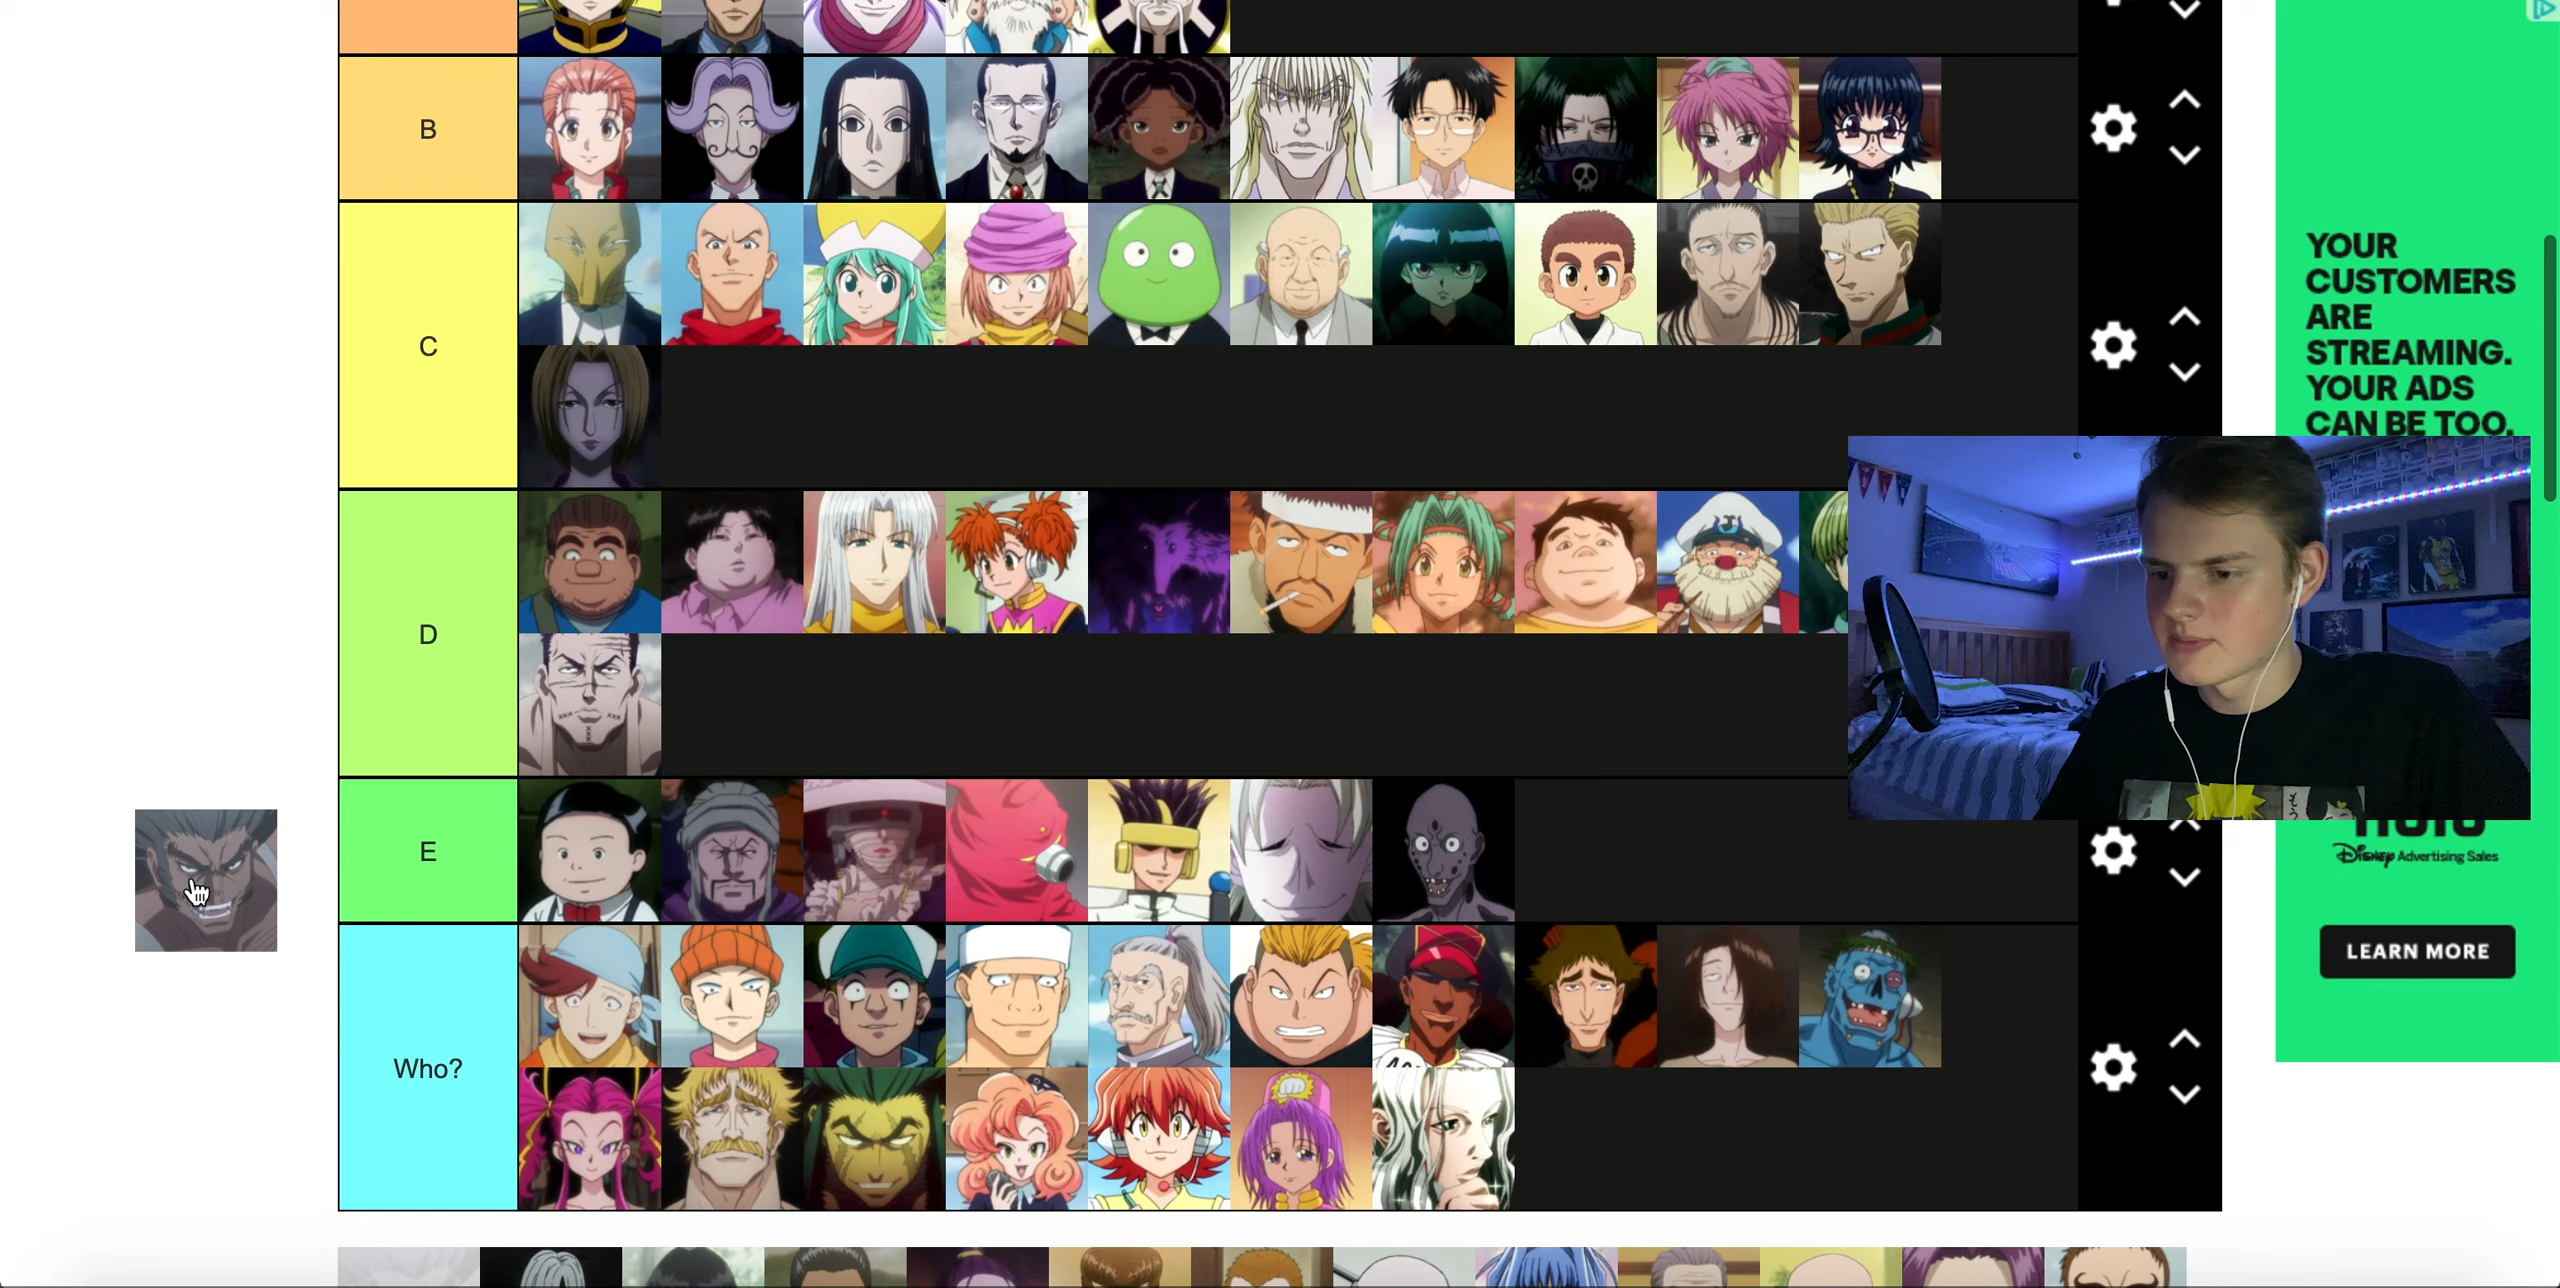 B
C
D
E
Who?
YOUR
CUSTOMERS
ARE
STREAMING.
YOUR ADS
CAN BE TOO.
Disney Advertising Sales
LEARN MORE